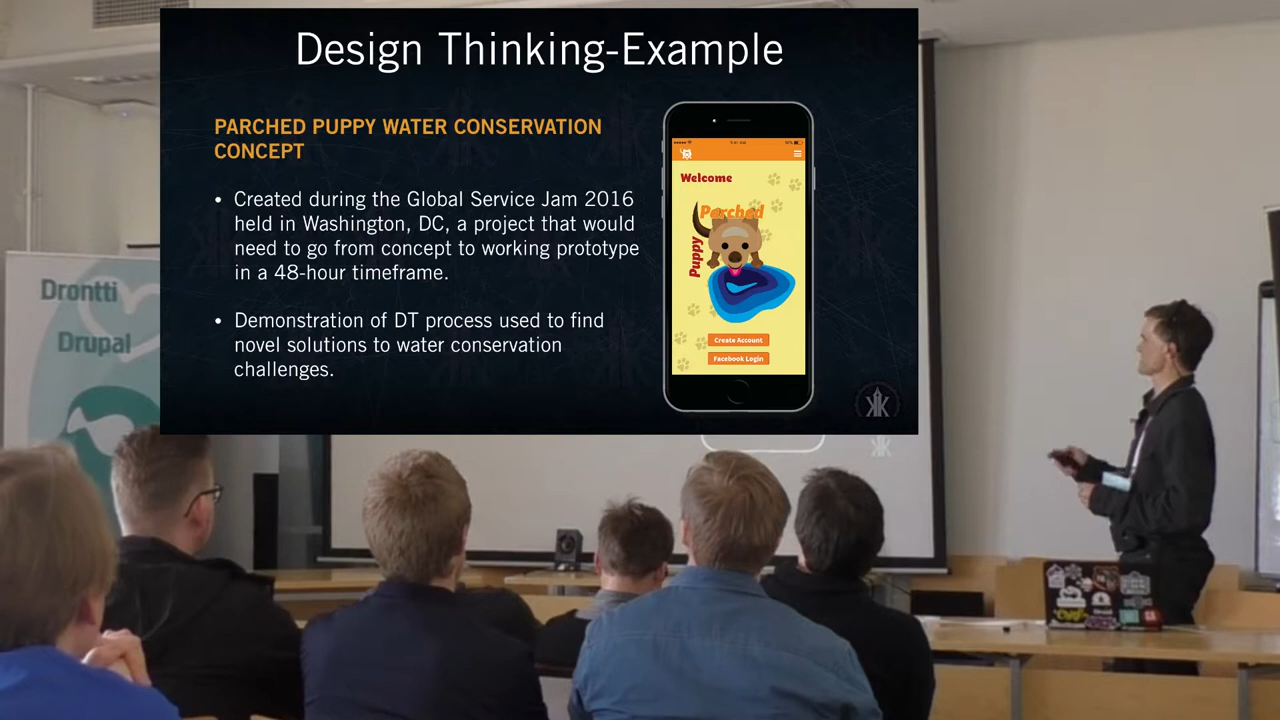 Design Thinking-Example
PARCHED PUPPY WATER CONSERVATION
CONCEPT
• Created during the Global Service Jam 2016
held in Washington, DC, a project that would
need to go from concept to working prototype
in a 48-hour timeframe.
• Demonstration of DT process used to find
novel solutions to water conservation
challenges.
Welcome
Parched
Puppy
Create Account
Facebook Login
Drontti
Drupal